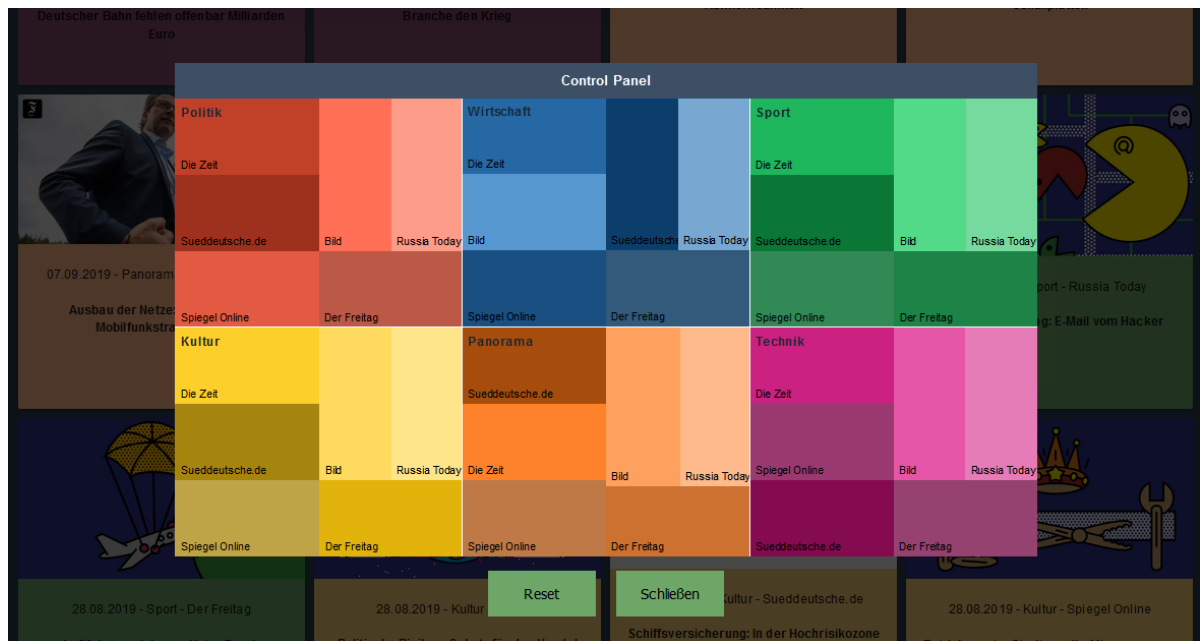 Deutscher Bahn fehlen offenbar Milliarden
Euro
Branche den Krieg
Control Panel
Politik
Die Zeit
Sueddeutsche.de
Bild
Russia Today
Spiegel Online
Der Freitag
Wirtschaft
Die Zeit
Bild
Sueddeutsche
Russia Today
Spiegel Online
Der Freitag
Sport
Die Zeit
Sueddeutsche.de
Bild
Russia Today
Spiegel Online
Der Freitag
Kultur
Die Zeit
Sueddeutsche.de
Bild
Russia Today
Spiegel Online
Der Freitag
Panorama
Sueddeutsche.de
Die Zeit
Bild
Russia Today
Spiegel Online
Der Freitag
Technik
Die Zeit
Spiegel Online
Bild
Russia Today
Sueddeutsche.de
Der Freitag
07.09.2019 - Panoram
Ausbau der Netze:
Mobilfunkstra
port - Russia Today
ag: E-Mail vom Hacker
@
Reset
Schließen
28.08.2019 - Sport - Der Freitag
28.08.2019 - Kultur
Kultur - Sueddeutsche.de
Schiffsversicherung: In der Hochrisikozone
28.08.2019 - Kultur - Spiegel Online